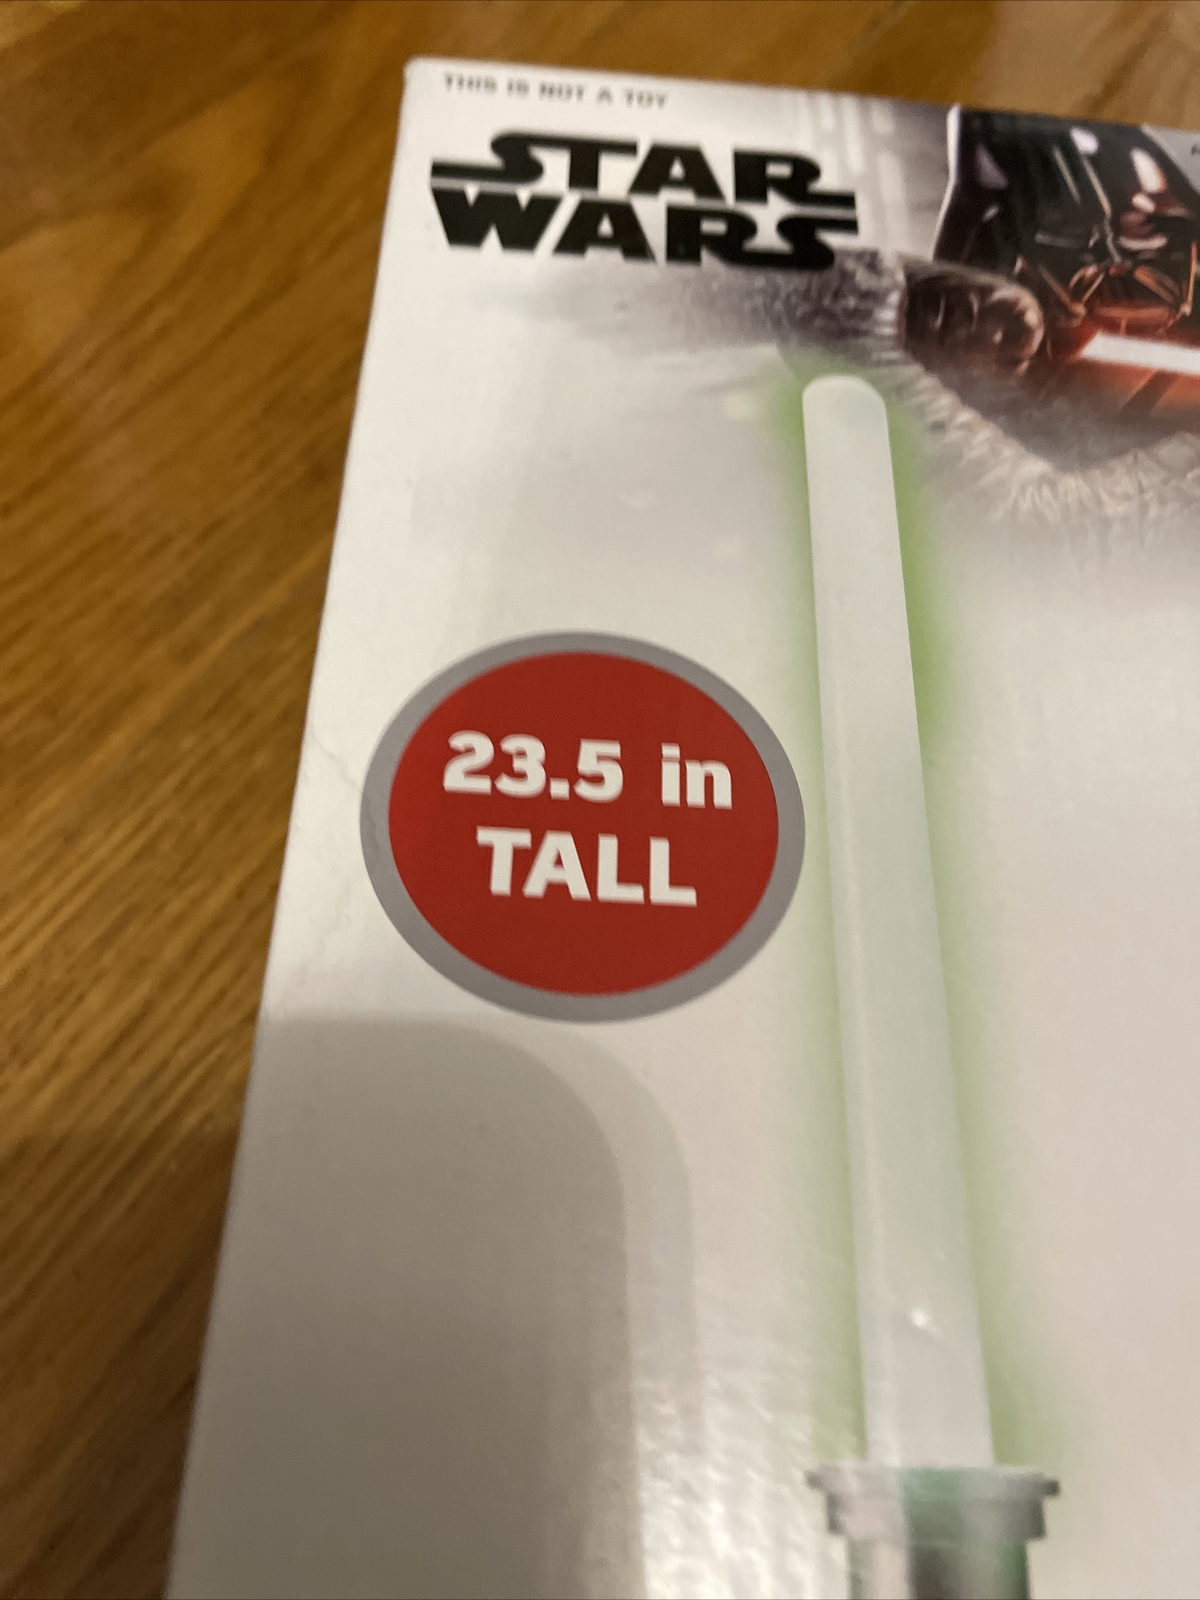 THIS IS NOT A TOY
STAR
WARS
23.5 in
TALL